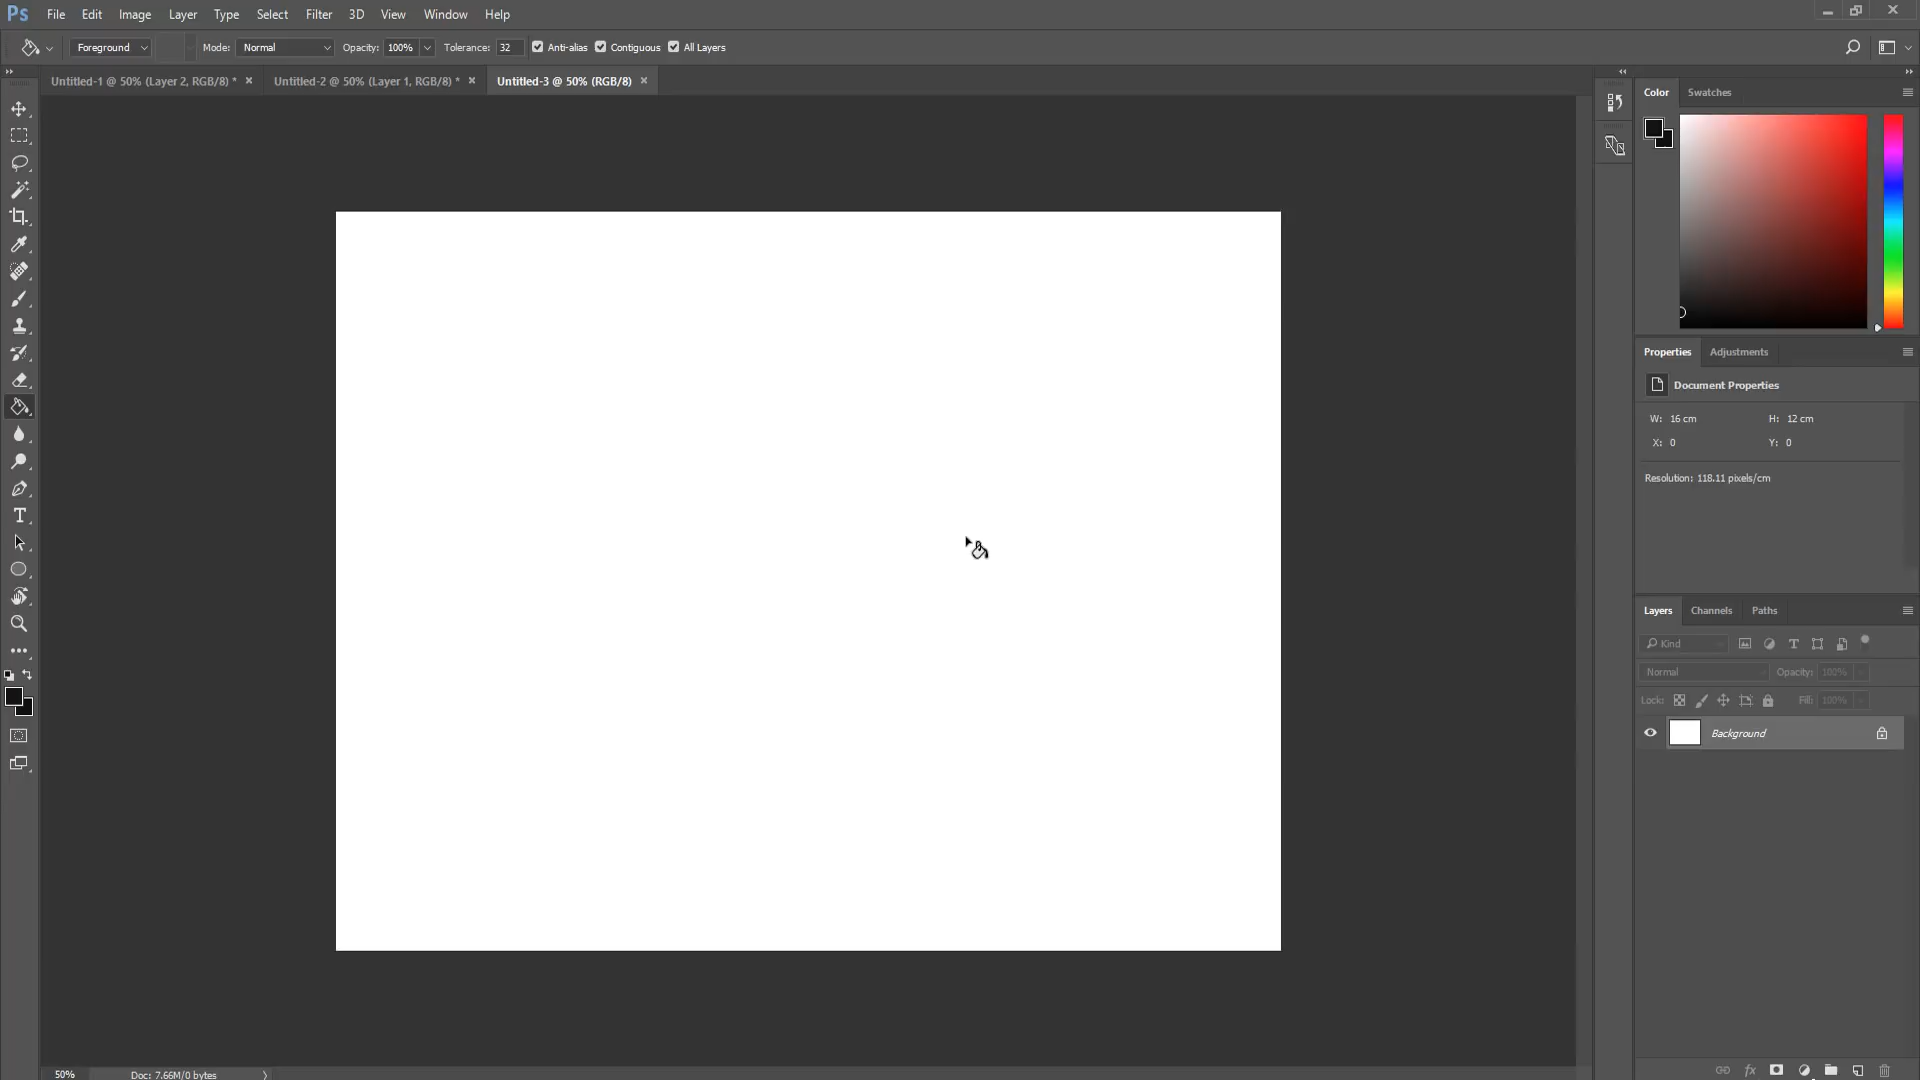 Ps File Edit Image Layer Type Select Filter 3D View Window Help
Foreground Mode: Normal Opacity: 100% Tolerance: 32 Anti-alias Contiguous All Layers
Untitled-1 @ 50% (Layer 2, RGB/8) * × Untitled-2 @ 50% (Layer 1, RGB/8) * × Untitled-3 @ 50% (RGB/8) ×
Color Swatches
Properties Adjustments
Document Properties
W: 16 cm H: 12 cm
X: 0 Y: 0
Resolution: 118.11 pixels/cm
Layers Channels Paths
Kind
Normal Opacity: 100%
Lock: Fill: 100%
Background
50% Doc: 7.66M/0 bytes